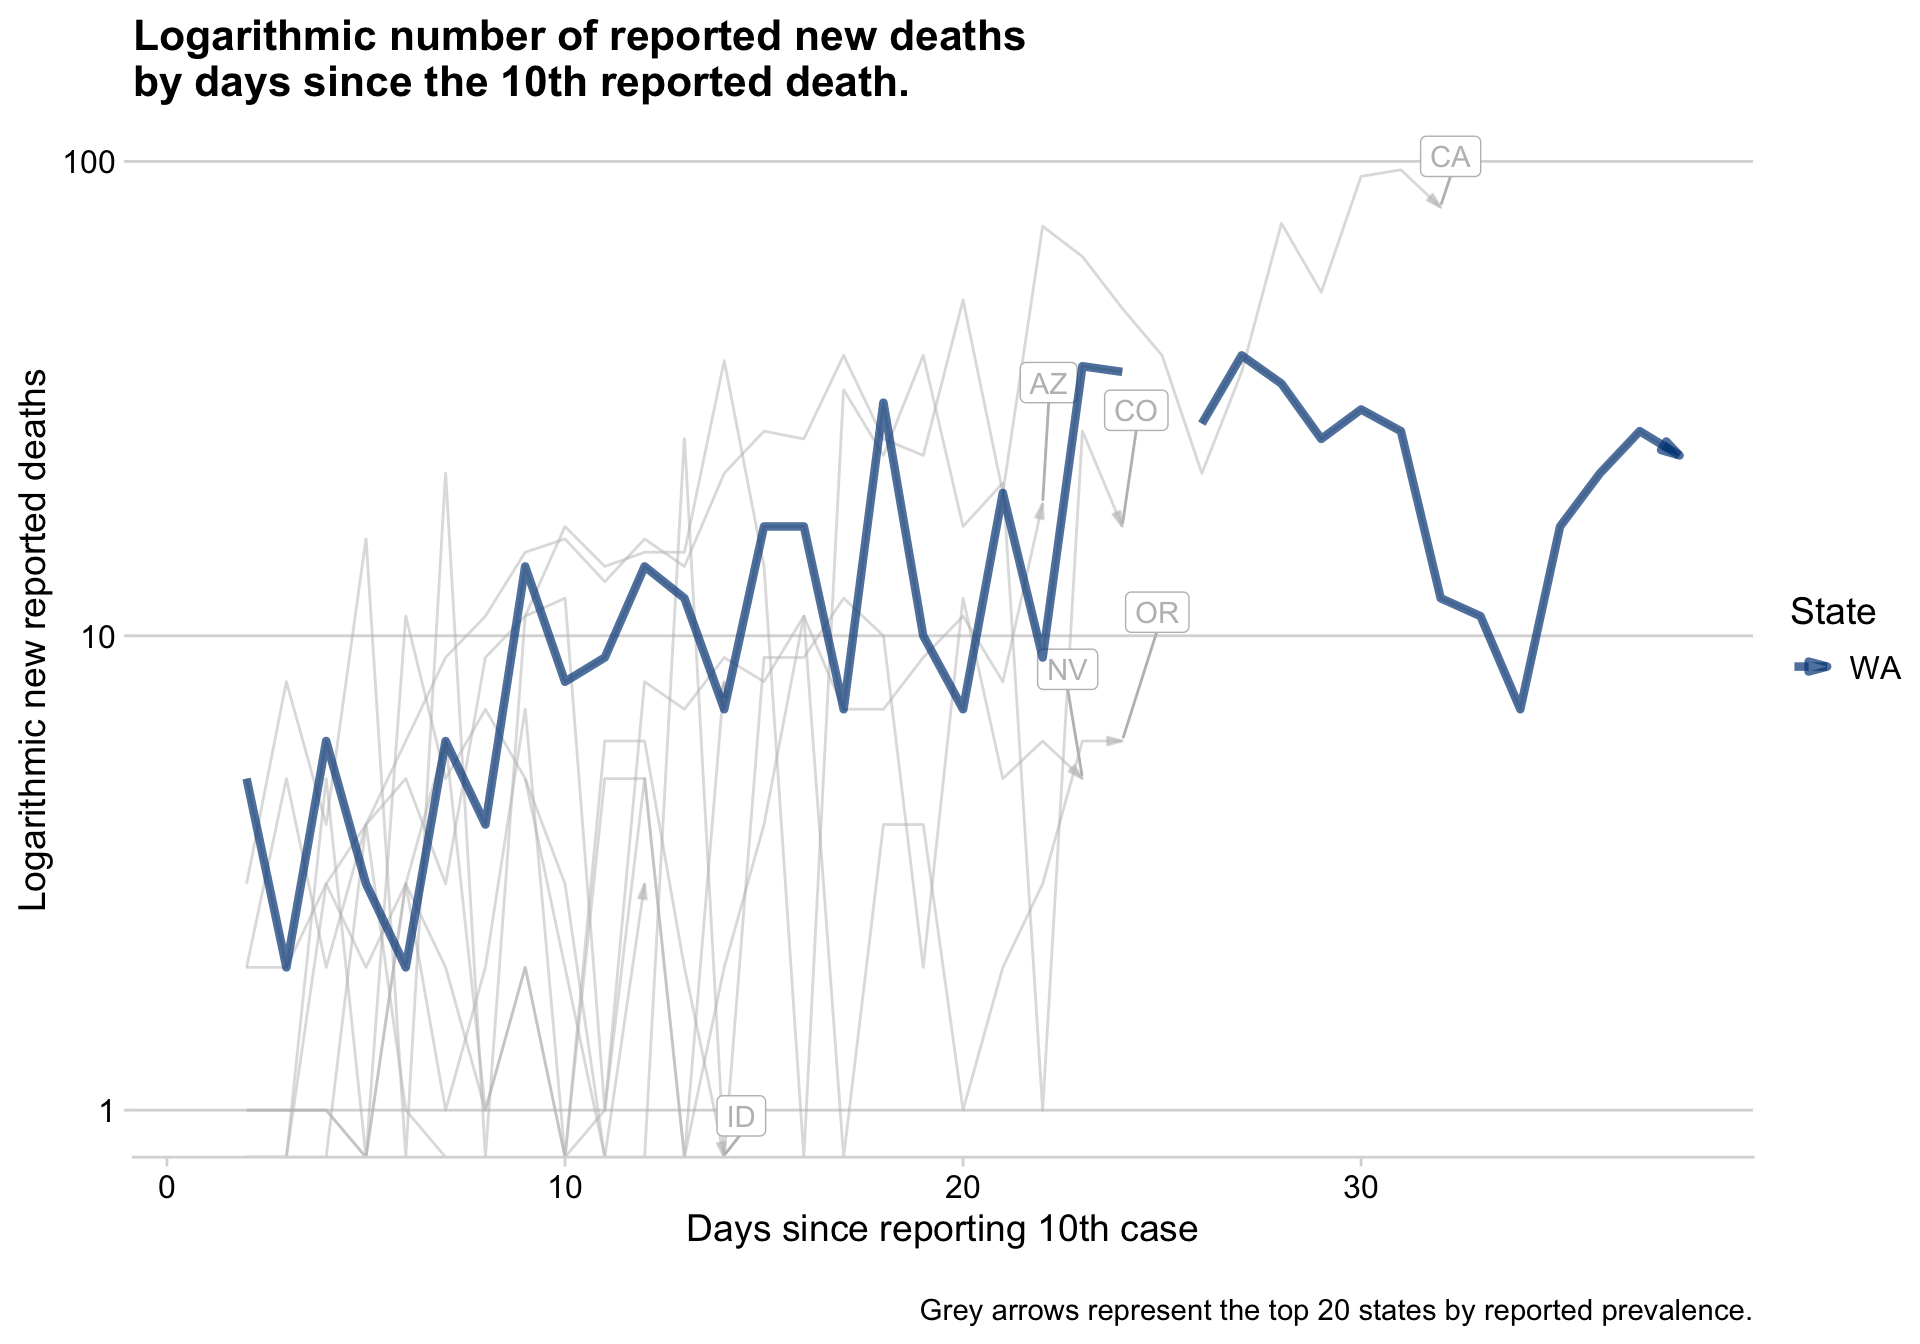 Logarithmic number of reported new deaths
by days since the 10th reported death.
100
CA
AZ
CO
OR
10
NV
1
ID
Logarithmic new reported deaths
State
WA
0
10
20
30
Days since reporting 10th case
Grey arrows represent the top 20 states by reported prevalence.